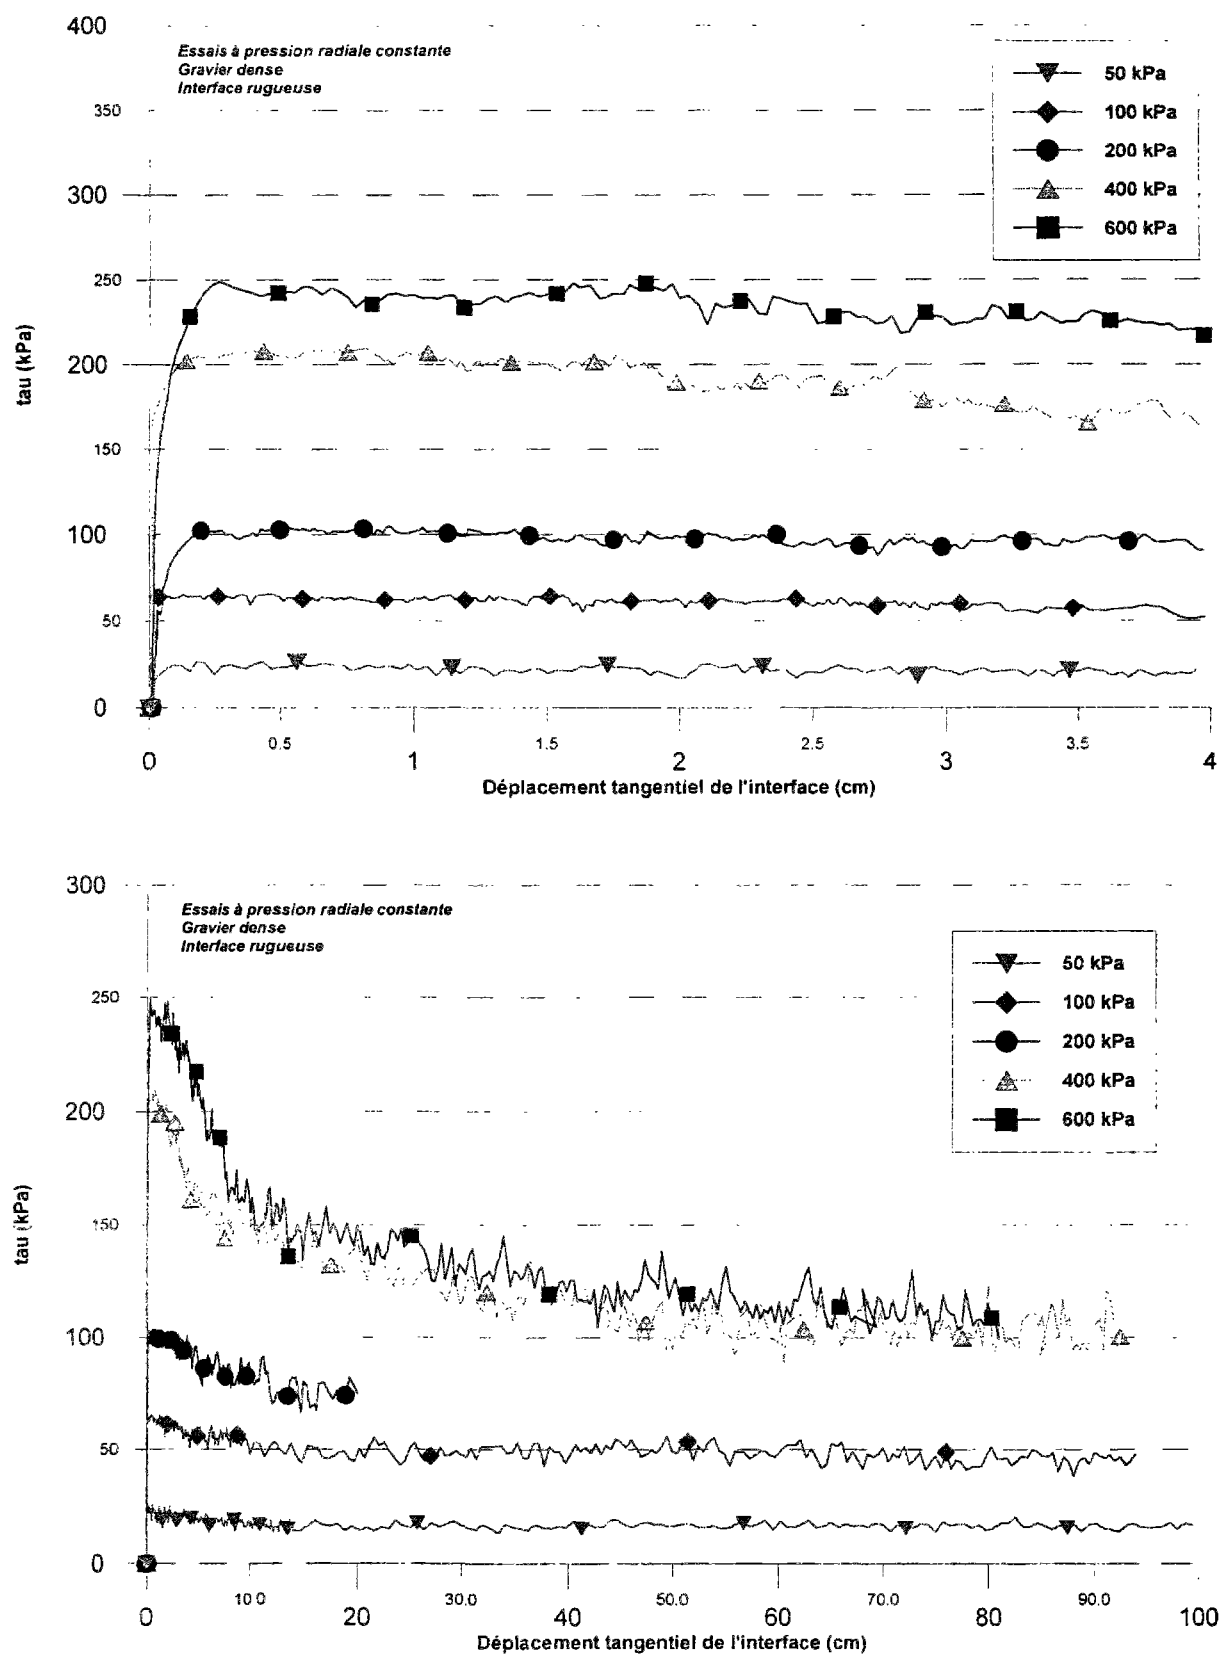 400
350
300
250
200
150
100
50
0
tau (kPa)
Essais à pression radiale constante
Gravier dense
Interface rugueuse
50 kPa
100 kPa
200 kPa
400 kPa
600 kPa
0.5
1.5
2.5
3.5
0
1
2
3
4
Déplacement tangentiel de l'interface (cm)
300
250
200
150
100
50
0
tau (kPa)
Essais à pression radiale constante
Gravier dense
Interface rugueuse
50 kPa
100 kPa
200 kPa
400 kPa
600 kPa
10.0
30.0
50.0
70.0
90.0
0
20
40
60
80
100
Déplacement tangentiel de l'interface (cm)